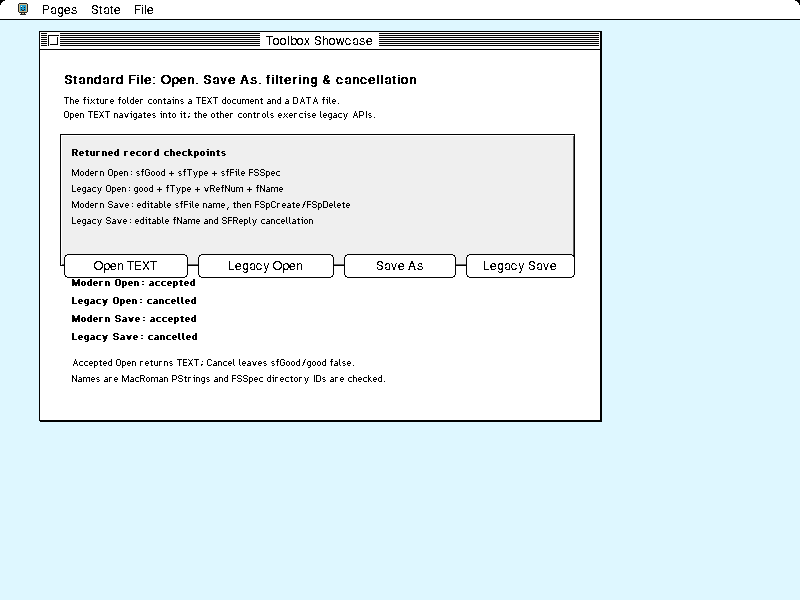 Pages State File
Toolbox Showcase
Standard File: Open. Save As. filtering & cancellation
The fixture folder contains a TEXT document and a DATA file.
Open TEXT navigates into it; the other controls exercise legacy APIs.
Returned record checkpoints
Modern Open: sfGood + sfType + sfFile FSSpec
Legacy Open: good + fType + vRefNum + fName
Modern Save: editable sfFile name, then FSpCreate/FSpDelete
Legacy Save: editable fName and SFReply cancellation
Open TEXT Legacy Open Save As Legacy Save
Modern Open: accepted
Legacy Open: cancelled
Modern Save: accepted
Legacy Save: cancelled
Accepted Open returns TEXT; Cancel leaves sfGood/good false.
Names are MacRoman PStrings and FSSpec directory IDs are checked.